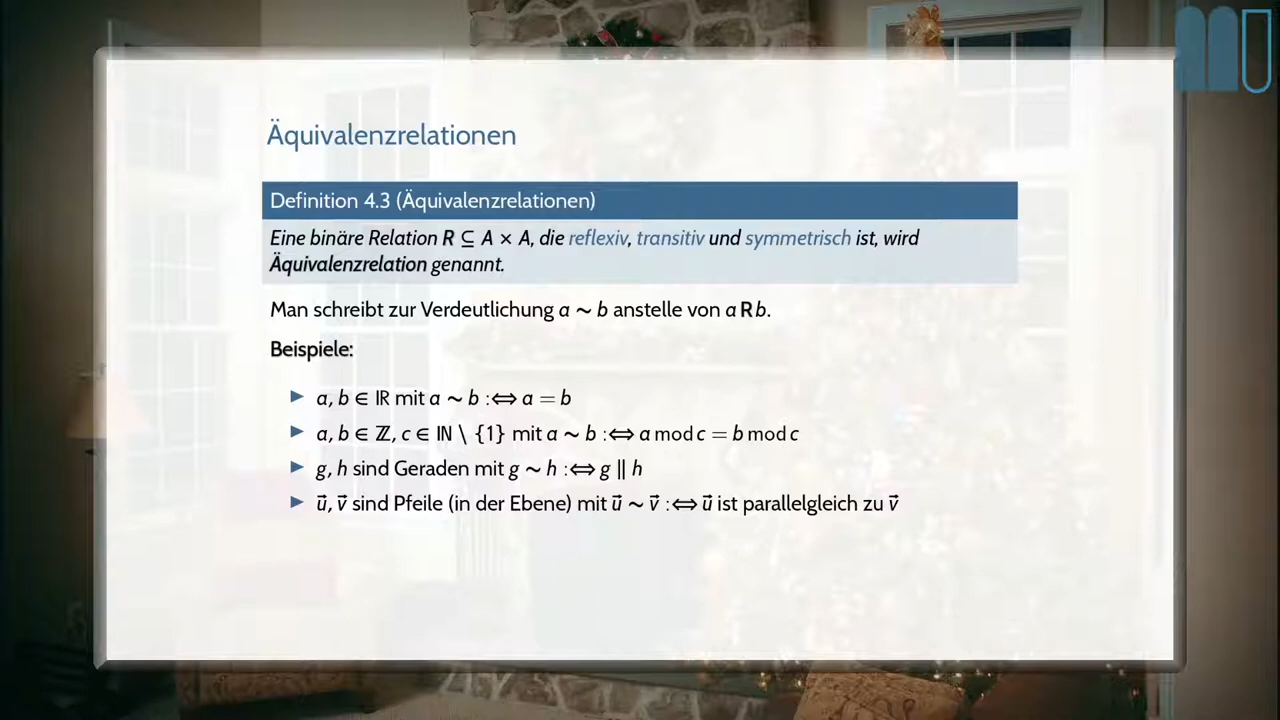 Äquivalenzrelationen
Definition 4.3 (Äquivalenzrelationen)
Eine binäre Relation R ⊆ A × A, die reflexiv, transitiv und symmetrisch ist, wird
Äquivalenzrelation genannt.
Man schreibt zur Verdeutlichung a ∼ b anstelle von a R b.
Beispiele:
▶ a, b ∈ ℝ mit a ∼ b :⇔ a = b
▶ a, b ∈ ℤ, c ∈ ℕ \ {1} mit a ∼ b :⇔ a mod c = b mod c
▶ g, h sind Geraden mit g ∼ h :⇔ g ∥ h
▶ u⃗, v⃗ sind Pfeile (in der Ebene) mit u⃗ ∼ v⃗ :⇔ u⃗ ist parallelgleich zu v⃗